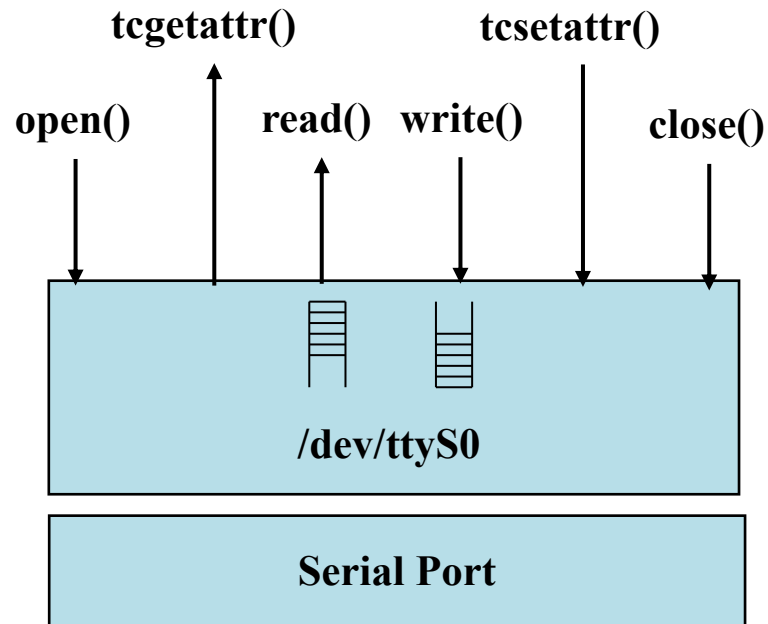 tcgetattr()
tcsetattr()
open()
read()
write()
close()
/dev/ttyS0
Serial Port